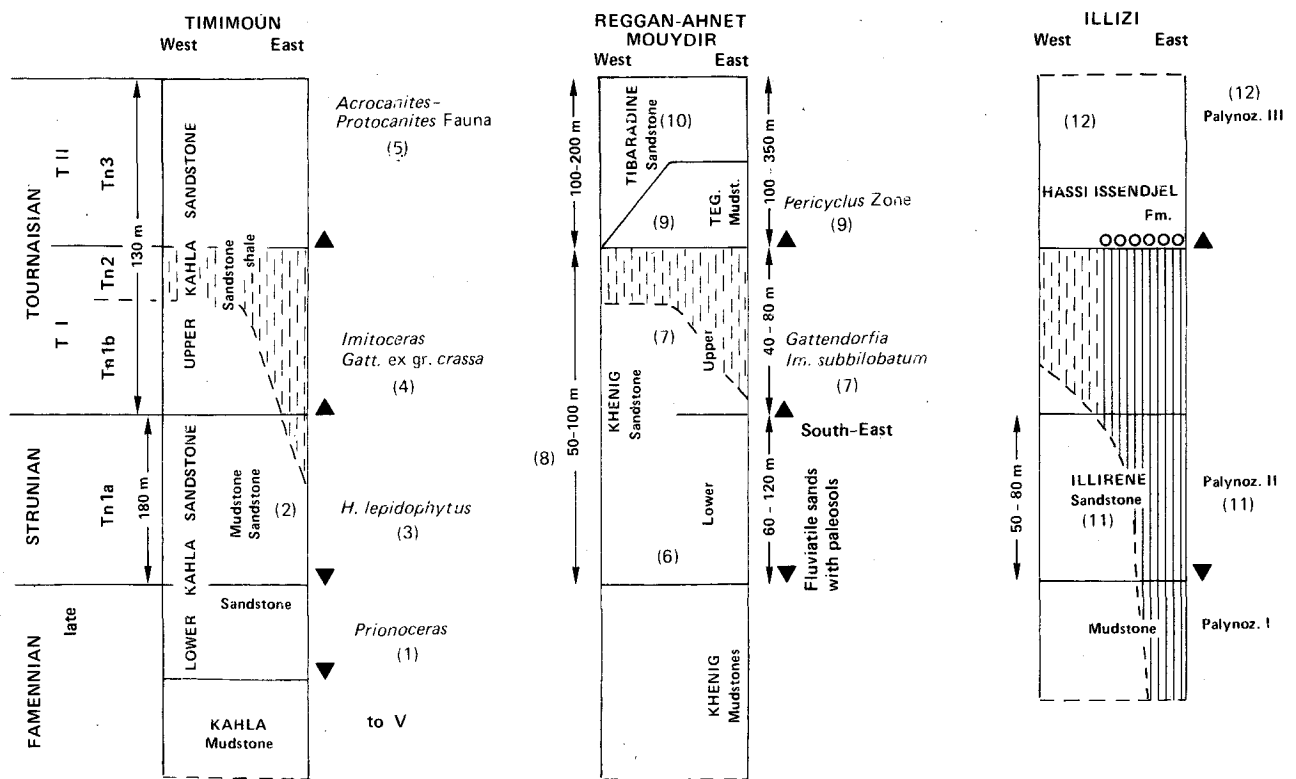 TIMIMOÚN
West East
REGGAN-AHNET
MOUYDIR
West East
ILLIZI
West East
TOURNAISIAN
T II
Tn3
T I
Tn2
Tn1b
STRUNIAN
Tn1a
FAMENNIAN
late
130 m
180 m
UPPER KAHLA SANDSTONE
Sandstone
shale
LOWER KAHLA SANDSTONE
Mudstone
Sandstone
(2)
Sandstone
KAHLA
Mudstone
Acrocanites-
Protocanites Fauna
(5)
Imitoceras
Gatt. ex gr. crassa
(4)
H. lepidophytus
(3)
Prionoceras
(1)
to V
100-200 m
50-100 m
(8)
TIBARADINE
Sandstone
(10)
TEG.
Mudst.
(9)
KHENIG
Sandstone
(7)
Upper
Lower
(6)
KHENIG
Mudstones
100-350 m
40-80 m
60-120 m
Pericyclus Zone
(9)
Gattendorfia
Im. subbilobatum
(7)
South-East
Fluviatile sands
with paleosols
50-80 m
(12)
HASSI ISSENDJEL
Fm.
ILLIRENE
Sandstone
(11)
Mudstone
(12)
Palynoz. III
Palynoz. II
(11)
Palynoz. I